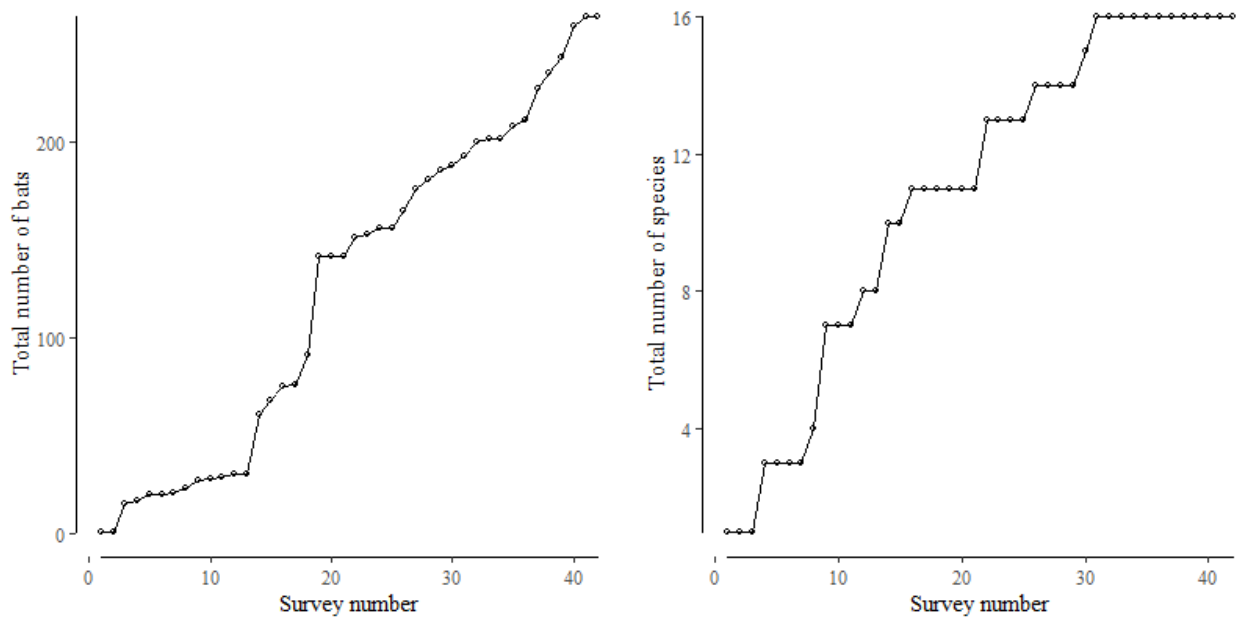 Total number of bats
200
100
0
0 10 20 30 40
Survey number
Total number of species
16
12
8
4
0 10 20 30 40
Survey number